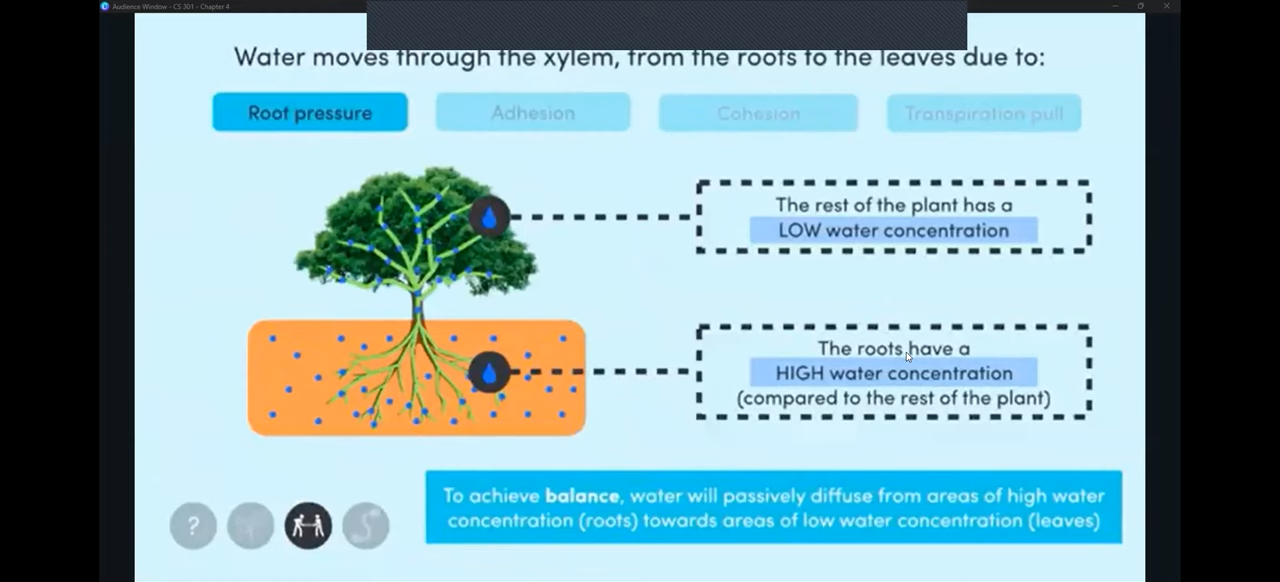 Audience Window - CS 301 - Chapter 4
Water moves through the xylem, from the roots to the leaves due to:
Root pressure
Adhesion
Cohesion
Transpiration pull
The rest of the plant has a
LOW water concentration
The roots have a
HIGH water concentration
(compared to the rest of the plant)
?
To achieve balance, water will passively diffuse from areas of high water
concentration (roots) towards areas of low water concentration (leaves)